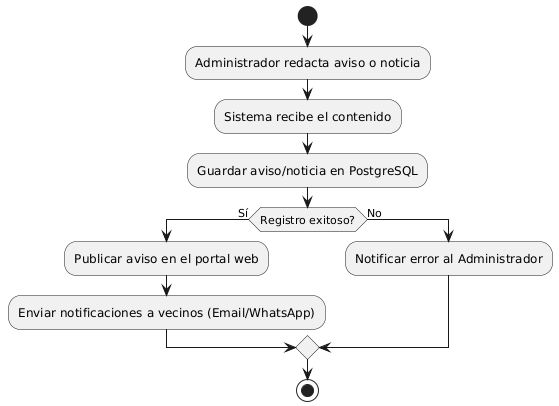 Administrador redacta aviso o noticia
Sistema recibe el contenido
Guardar aviso/noticia en PostgreSQL
Sí
Registro exitoso?
No
Publicar aviso en el portal web
Notificar error al Administrador
Enviar notificaciones a vecinos (Email/WhatsApp)